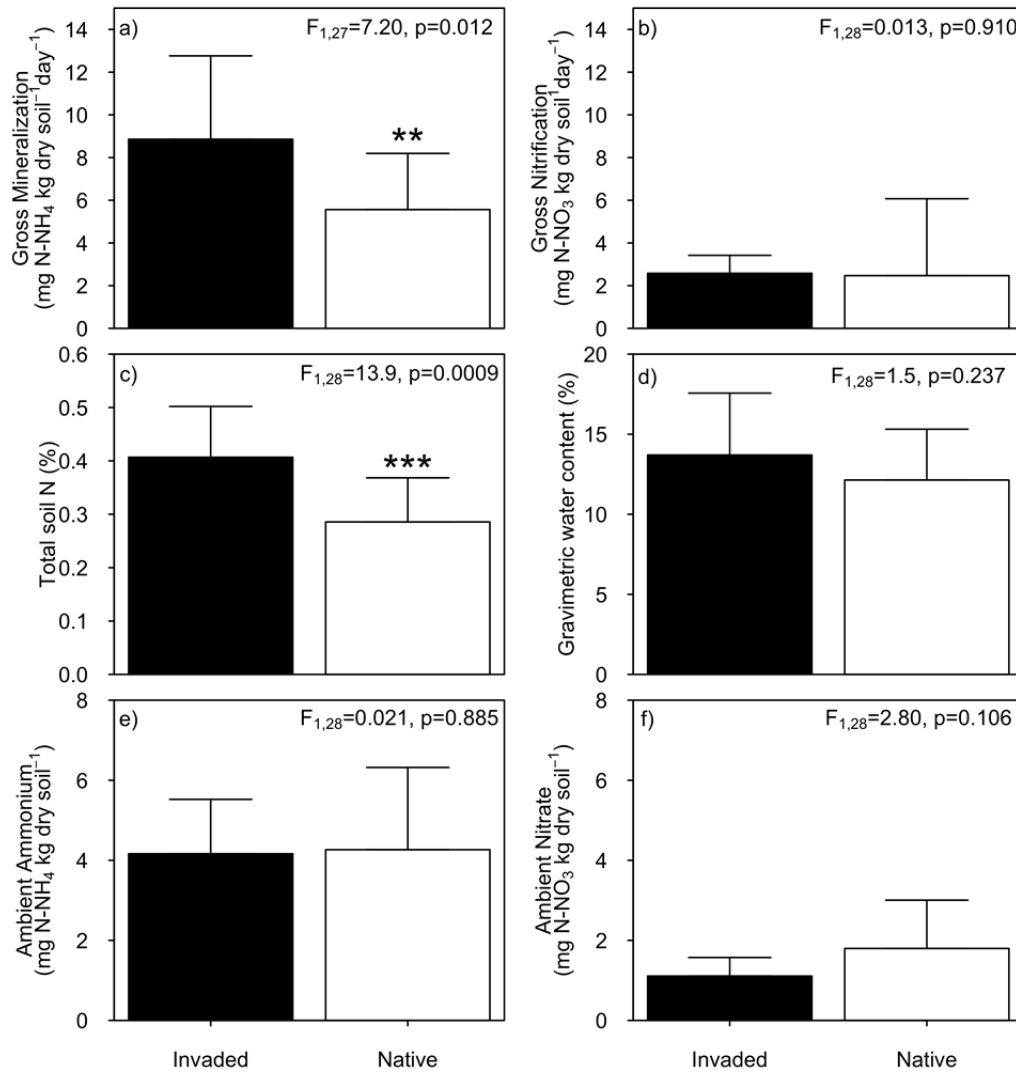 a)
F1,27=7.20, p=0.012
Gross Mineralization
(mg N-NH4 kg dry soil−1day−1)
14
12
10
8
6
4
2
0
**
b)
F1,28=0.013, p=0.910
Gross Nitrification
(mg N-NO3 kg dry soil1day−1)
14
12
10
8
6
4
2
0
c)
F1,28=13.9, p=0.0009
Total soil N (%)
0.6
0.5
0.4
0.3
0.2
0.1
0.0
***
d)
F1,28=1.5, p=0.237
Gravimetric water content (%)
20
15
10
5
0
e)
F1,28=0.021, p=0.885
Ambient Ammonium
(mg N-NH4 kg dry soil−1)
8
6
4
2
0
Invaded Native
f)
F1,28=2.80, p=0.106
Ambient Nitrate
(mg N-NO3 kg dry soil−1)
8
6
4
2
0
Invaded Native